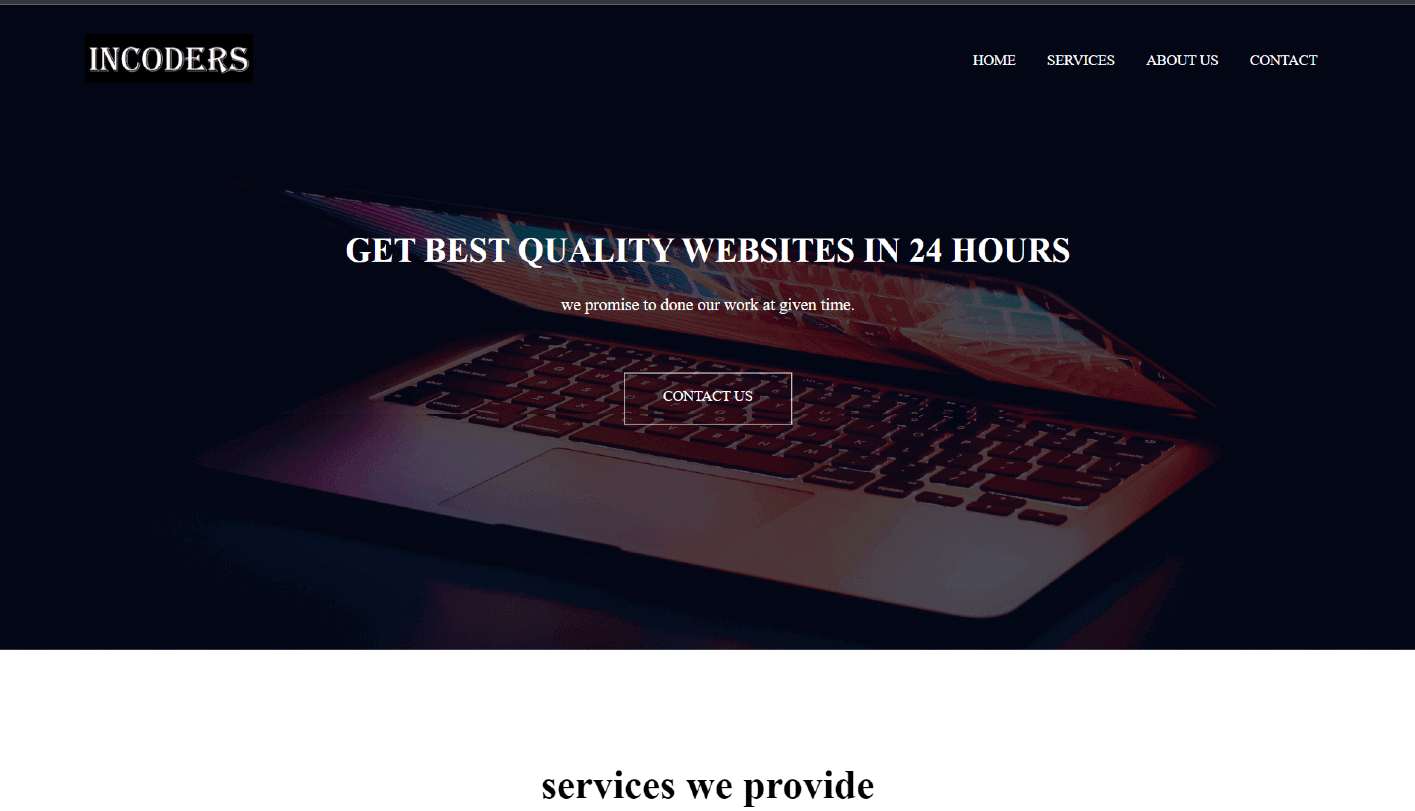 INCODERS
HOME SERVICES ABOUT US CONTACT
GET BEST QUALITY WEBSITES IN 24 HOURS
we promise to done our work at given time.
CONTACT US
services we provide